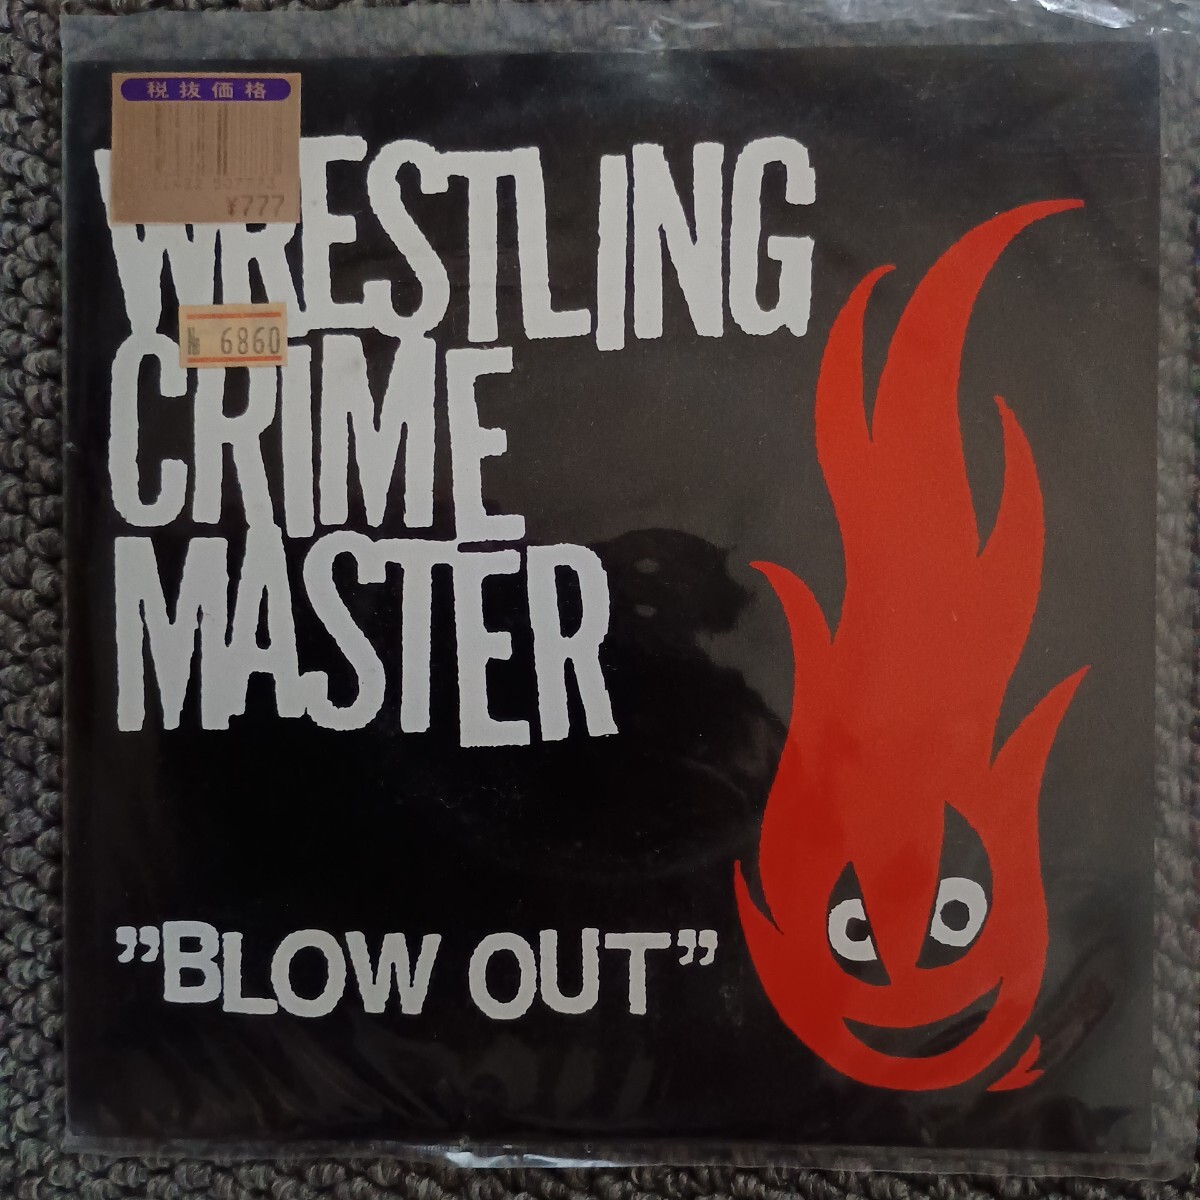 税抜価格
¥777
WRESTLING
№ 6860
CRIME
MASTER
"BLOW OUT"